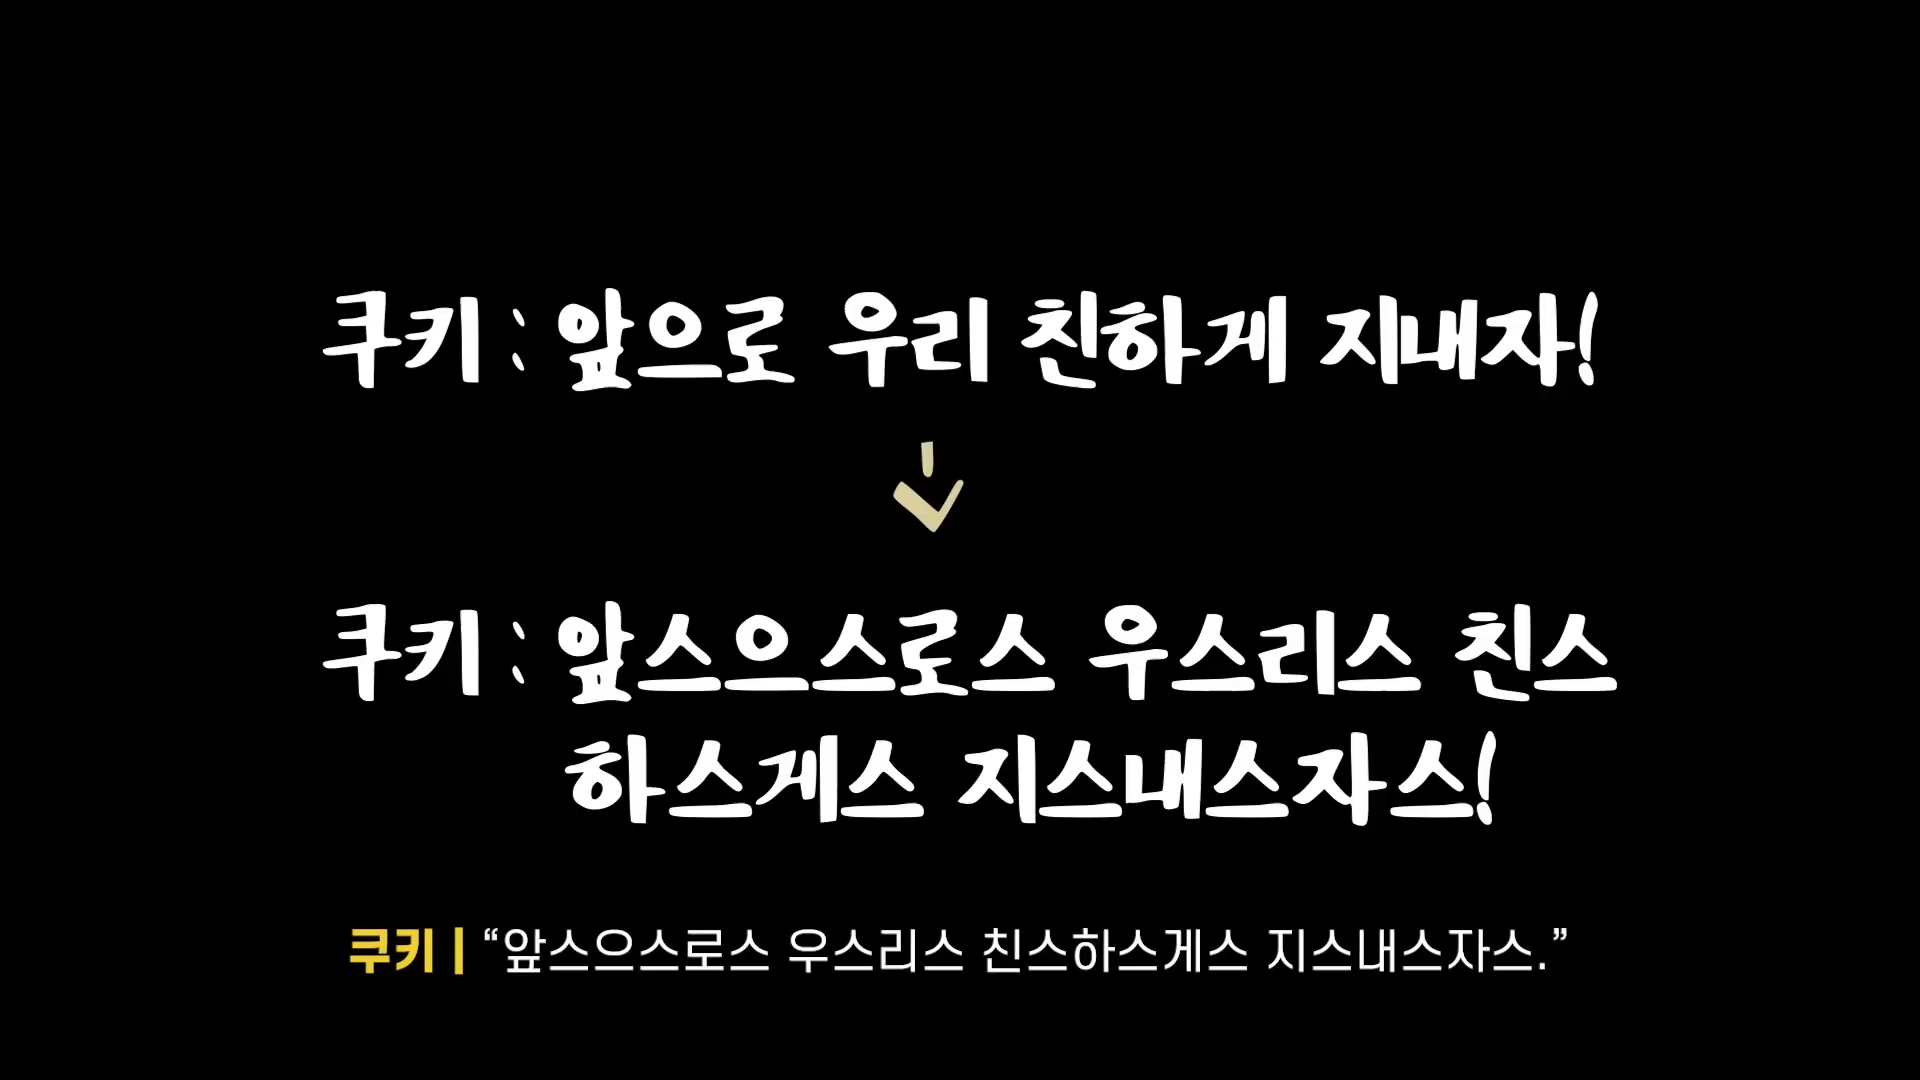 쿠키 : 앞으로 우리 친하게 지내자!
쿠키 : 앞스으스로스 우스리스 친스
하스게스 지스내스자스!
쿠키 | “앞스으스로스 우스리스 친스하스게스 지스내스자스.”